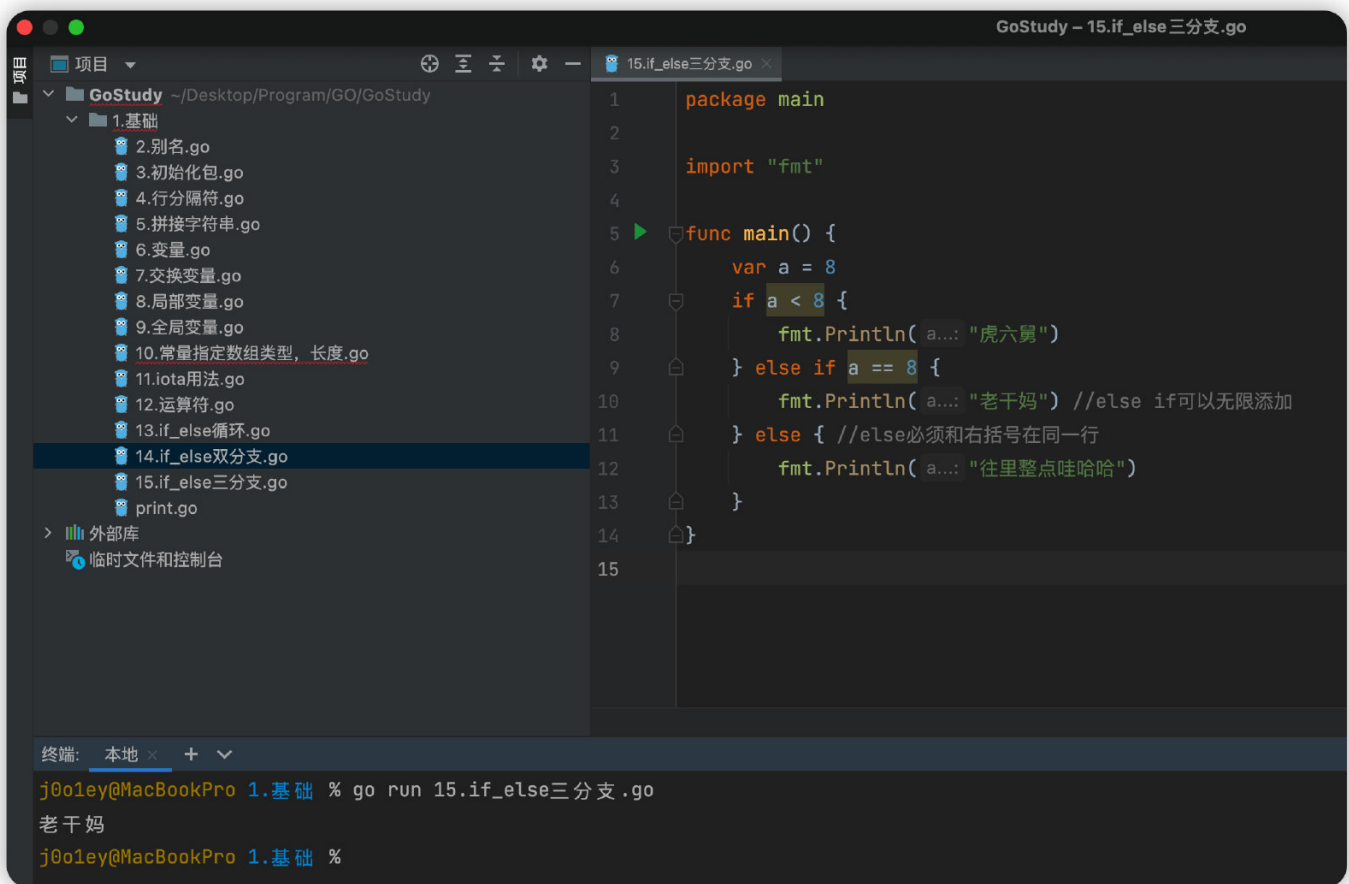 GoStudy – 15.if_else三分支.go
项目
项目
15.if_else三分支.go
GoStudy ~/Desktop/Program/GO/GoStudy
1.基础
2.别名.go
3.初始化包.go
4.行分隔符.go
5.拼接字符串.go
6.变量.go
7.交换变量.go
8.局部变量.go
9.全局变量.go
10.常量指定数组类型，长度.go
11.iota用法.go
12.运算符.go
13.if_else循环.go
14.if_else双分支.go
15.if_else三分支.go
print.go
外部库
临时文件和控制台
1 package main
2
3 import "fmt"
4
5 func main() {
6 var a = 8
7 if a < 8 {
8 fmt.Println( a...: "虎六舅")
9 } else if a == 8 {
10 fmt.Println( a...: "老干妈") //else if可以无限添加
11 } else { //else必须和右括号在同一行
12 fmt.Println( a...: "往里整点哇哈哈")
13 }
14 }
15
终端: 本地 × +
j0o1ey@MacBookPro 1.基础 % go run 15.if_else三分支.go
老干妈
j0o1ey@MacBookPro 1.基础 %